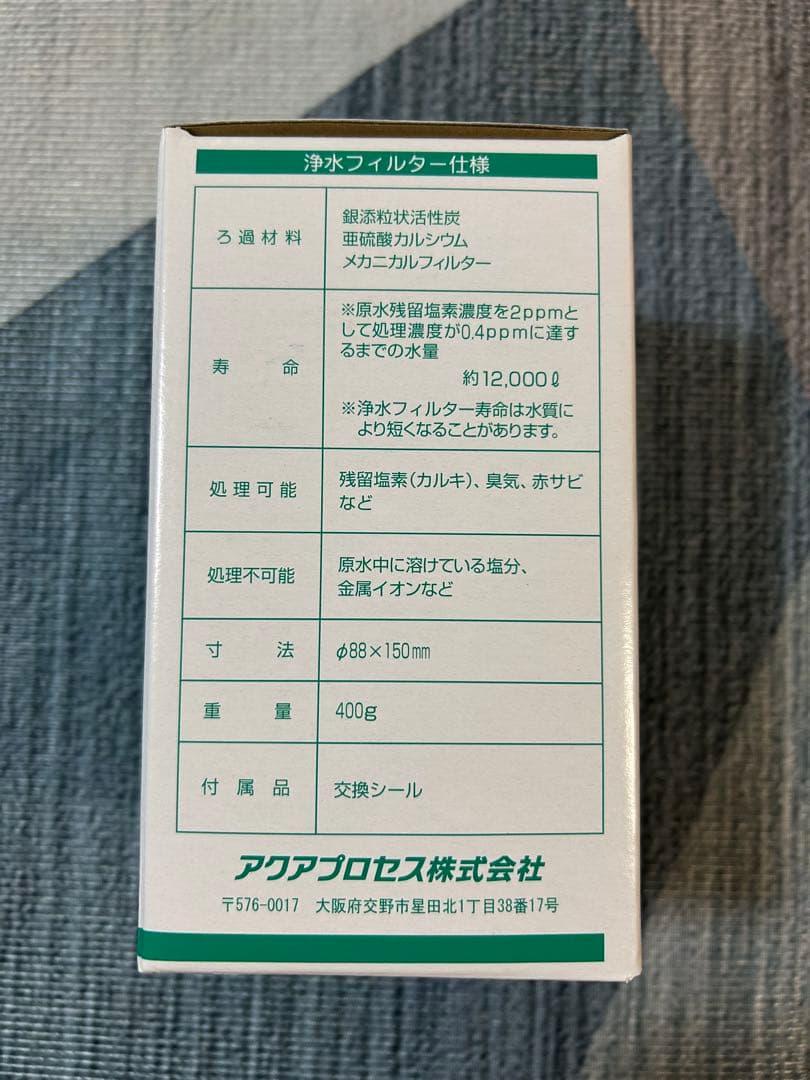 浄水フィルター仕様
ろ過材料
銀添粒状活性炭
亜硫酸カルシウム
メカニカルフィルター
寿命
※原水残留塩素濃度を2ppmと
して処理濃度が0.4ppmに達す
るまでの水量
約12,000ℓ
※浄水フィルター寿命は水質に
より短くなることがあります。
処理可能
残留塩素(カルキ)、臭気、赤サビ
など
処理不可能
原水中に溶けている塩分、
金属イオンなど
寸法
φ88×150㎜
重量
400g
付属品
交換シール
アクアプロセス株式会社
〒576-0017 大阪府交野市星田北1丁目38番17号